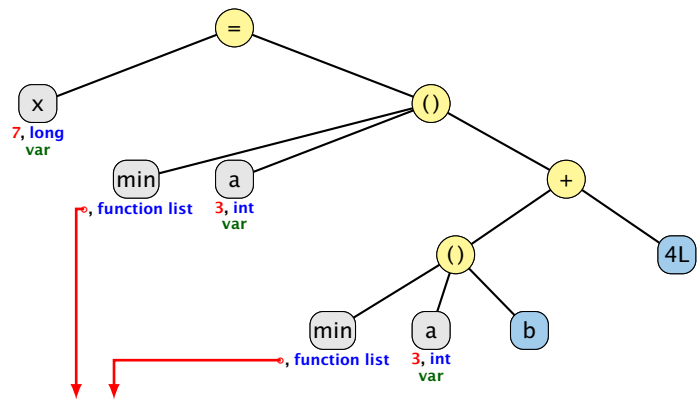 =
x
()
7, long
var
min
a
+
, function list
3, int
var
()
4L
min
a
b
, function list
3, int
var